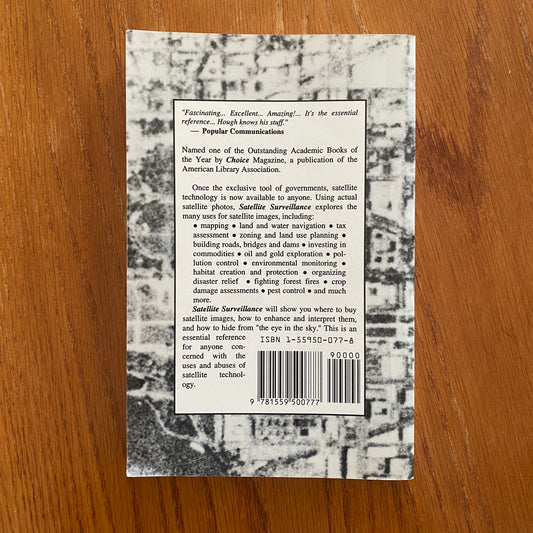 "Fascinating... Excellent... Amazing!... It's the essential
reference... Hough knows his stuff."
— Popular Communications
Named one of the Outstanding Academic Books of
the Year by Choice Magazine, a publication of the
American Library Association.
Once the exclusive tool of governments, satellite
technology is now available to anyone. Using actual
satellite photos, Satellite Surveillance explores the
many uses for satellite images, including:
• mapping • land and water navigation • tax
assessment • zoning and land use planning •
building roads, bridges and dams • investing in
commodities • oil and gold exploration • pol-
lution control • environmental monitoring •
habitat creation and protection • organizing
disaster relief • fighting forest fires • crop
damage assessments • pest control • and much
more.
Satellite Surveillance will show you where to buy
satellite images, how to enhance and interpret them,
and how to hide from "the eye in the sky." This is an
essential reference
for anyone con-
cerned with the
uses and abuses of
satellite technol-
ogy.
ISBN 1-55950-077-8
90000
9 781559 500777